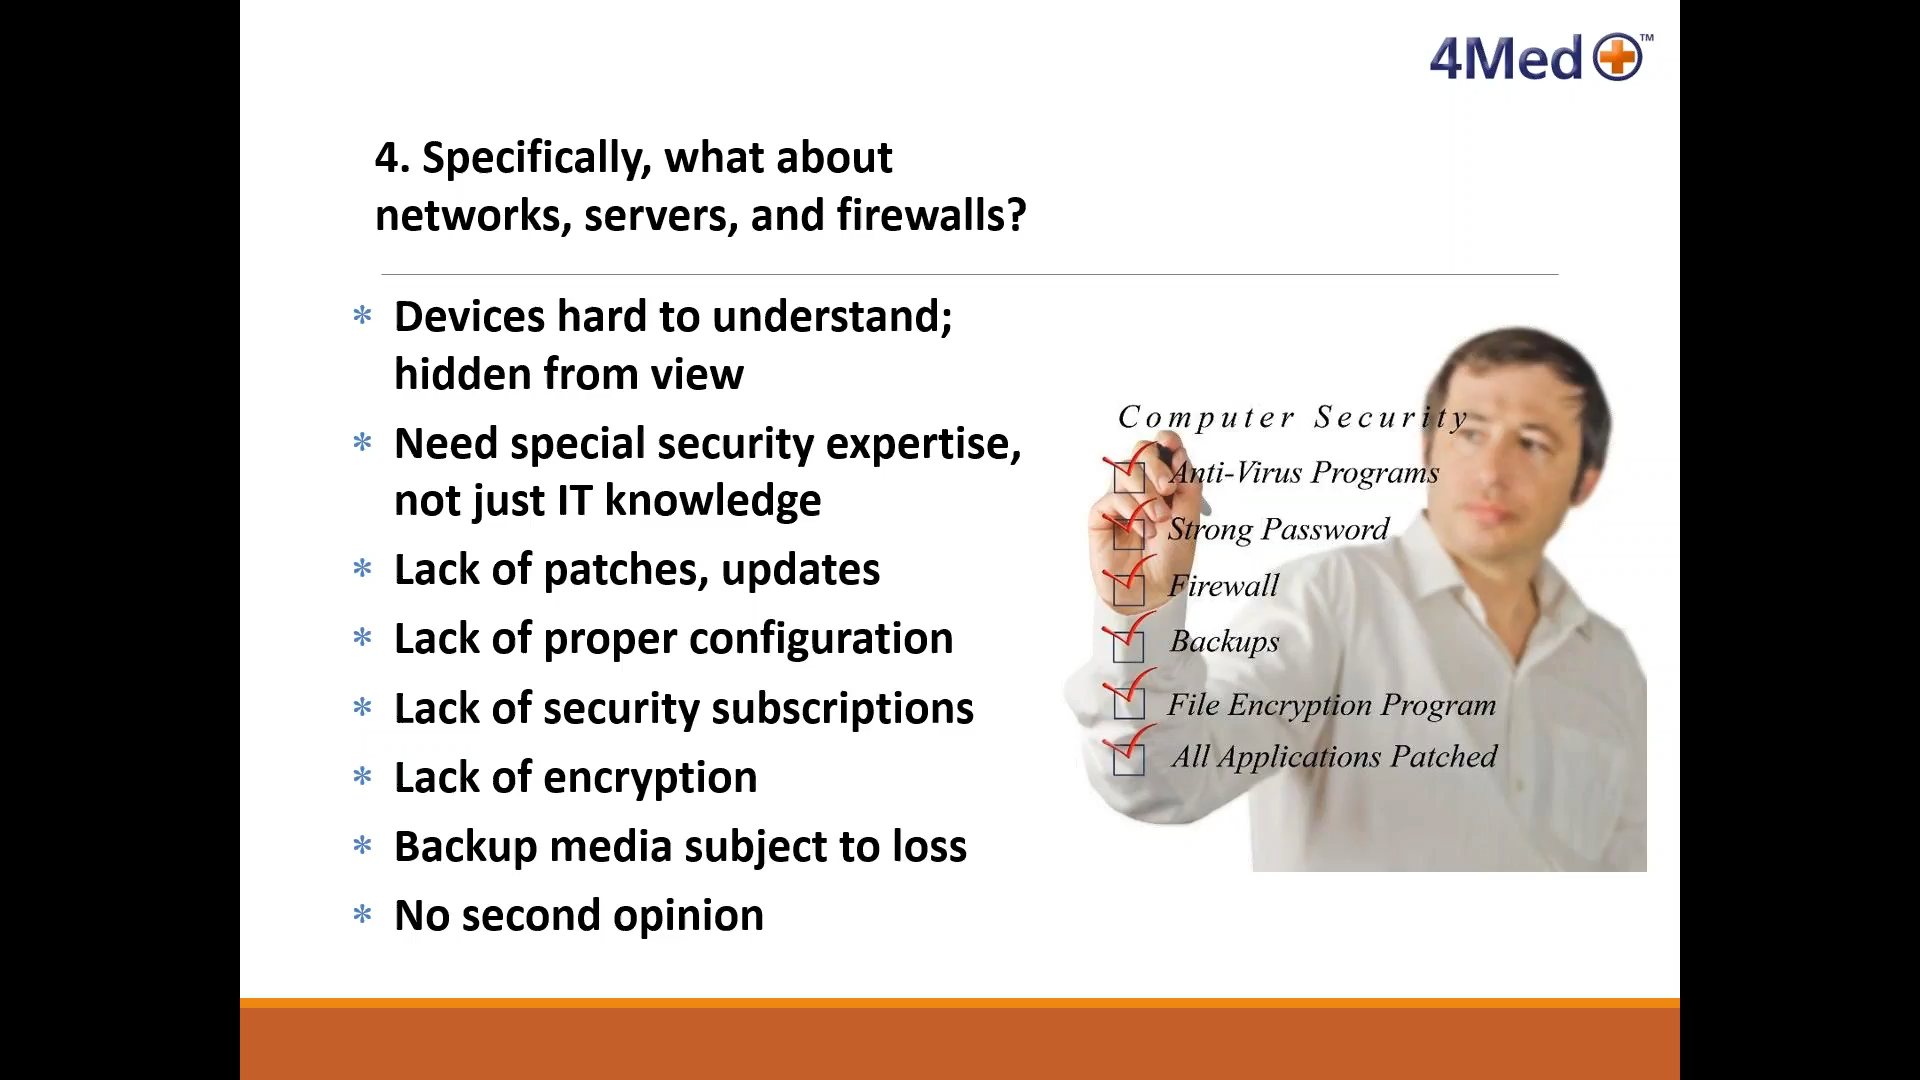 4Med ™
4. Specifically, what about
networks, servers, and firewalls?
* Devices hard to understand;
hidden from view
* Need special security expertise,
not just IT knowledge
* Lack of patches, updates
* Lack of proper configuration
* Lack of security subscriptions
* Lack of encryption
* Backup media subject to loss
* No second opinion
Computer Security
Anti-Virus Programs
Strong Password
Firewall
Backups
File Encryption Program
All Applications Patched